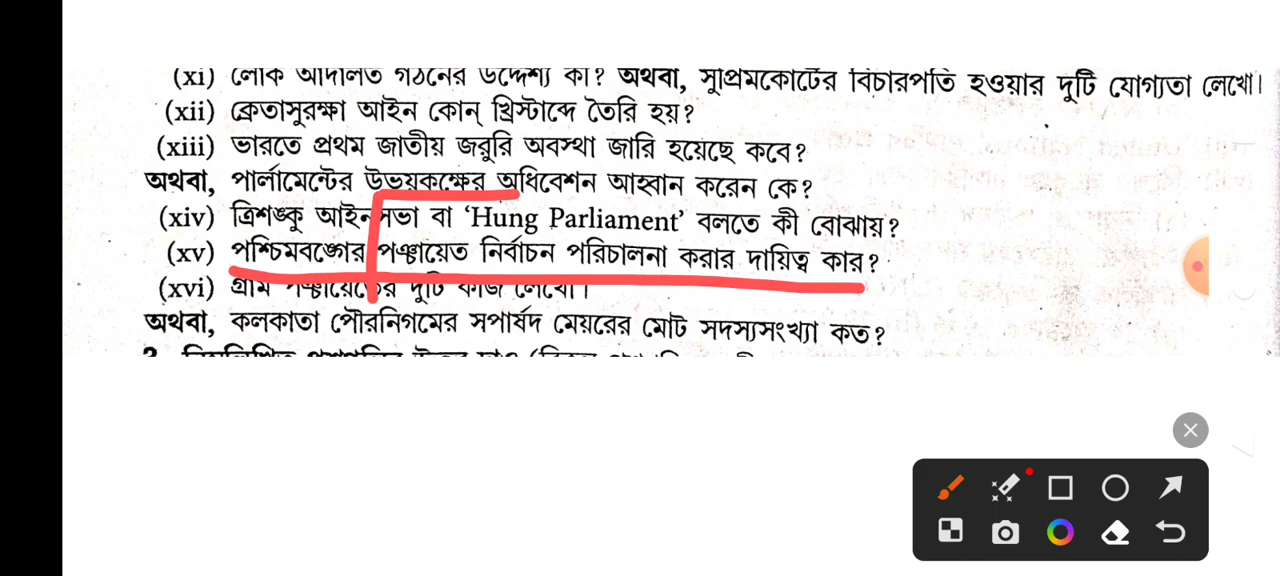 (xi) লোক আদালত গঠনের উদ্দেশ্য কী? অথবা, সুপ্রিমকোর্টের বিচারপতি হওয়ার দুটি যোগ্যতা লেখো।
(xii) ক্রেতাসুরক্ষা আইন কোন্ খ্রিস্টাব্দে তৈরি হয়?
(xiii) ভারতে প্রথম জাতীয় জরুরি অবস্থা জারি হয়েছে কবে?
অথবা, পার্লামেন্টের উভয়কক্ষের অধিবেশন আহ্বান করেন কে?
(xiv) ত্রিশঙ্কু আইনসভা বা ‘Hung Parliament’ বলতে কী বোঝায়?
(xv) পশ্চিমবঙ্গের পঞ্চায়েত নির্বাচন পরিচালনা করার দায়িত্ব কার?
(xvi) গ্রাম পঞ্চায়েতের দুটি কাজ লেখো।
অথবা, কলকাতা পৌরনিগমের সপার্ষদ মেয়রের মোট সদস্যসংখ্যা কত?